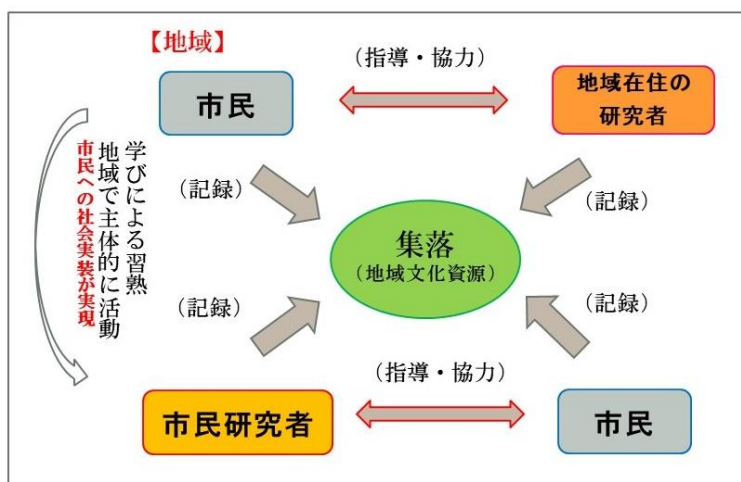 【地域】
(指導・協力)
市民
地域在住の
研究者
学びによる習熟
地域で主体的に活動
市民への社会実装が実現
(記録)
(記録)
集落
(地域文化資源)
(記録)
(記録)
(指導・協力)
市民研究者
市民